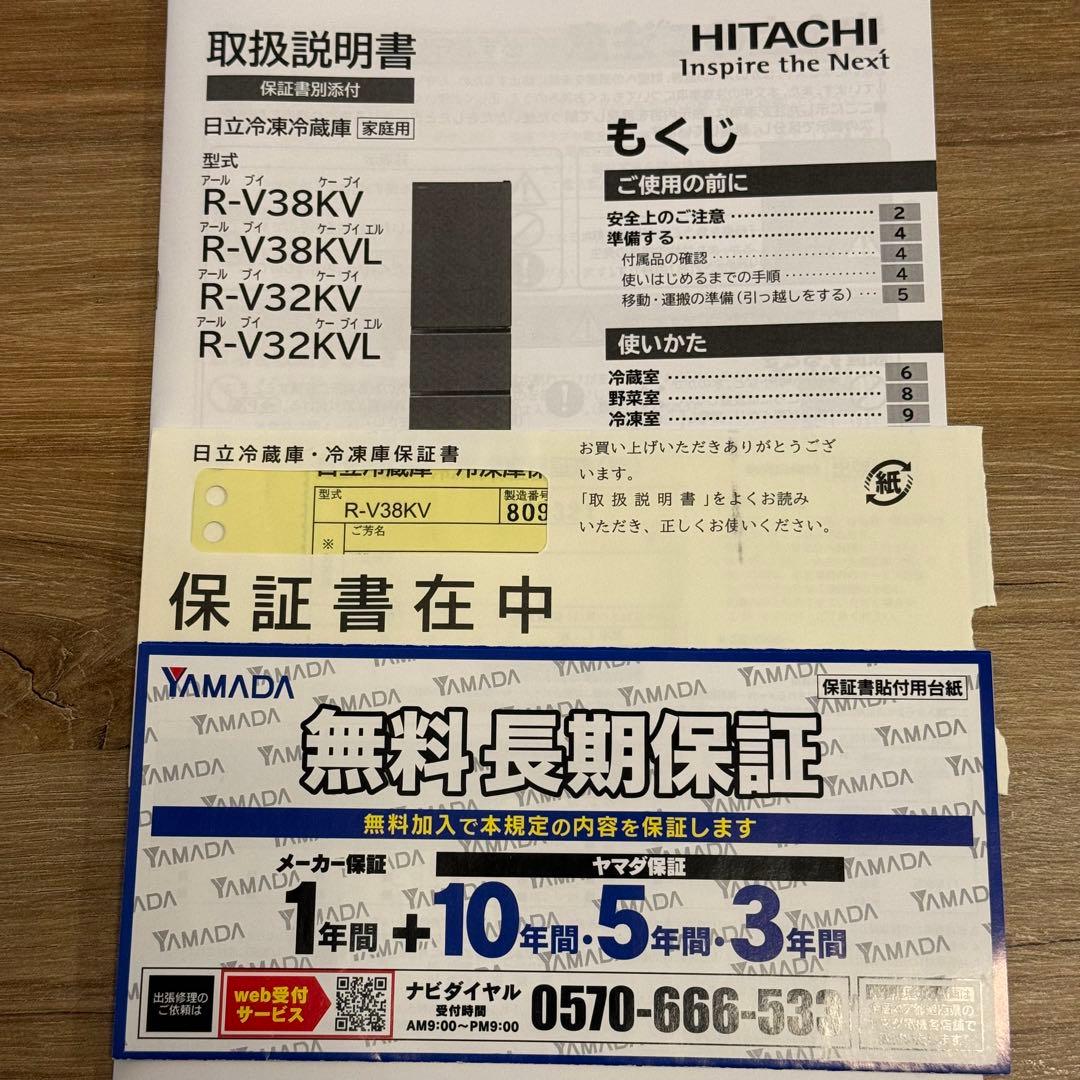 取扱説明書
保証書別添付
日立冷凍冷蔵庫 家庭用
型式
アール ブイ ケー ブイ
R-V38KV
アール ブイ ケー ブイ エル
R-V38KVL
アール ブイ ケー ブイ
R-V32KV
アール ブイ ケー ブイ エル
R-V32KVL
HITACHI
Inspire the Next
もくじ
ご使用の前に
安全上のご注意 2
準備する 4
付属品の確認 4
使いはじめるまでの手順 4
移動・運搬の準備(引っ越しをする) 5
使いかた
冷蔵室 6
野菜室 8
冷凍室 9
日立冷蔵庫・冷凍庫保証書
型式
R-V38KV
製造番号
809
ご芳名
※
お買い上げいただきありがとうござ
います。
「取扱説明書」をよくお読み
いただき、正しくお使いください。
紙
保証書在中
YAMADA
保証書貼付用台紙
無料長期保証
無料加入で本規定の内容を保証します
メーカー保証
ヤマダ保証
1年間+10年間・5年間・3年間
出張修理の
ご依頼は
web受付
サービス
ナビダイヤル
受付時間
AM9:00～PM9:00
0570-666-533